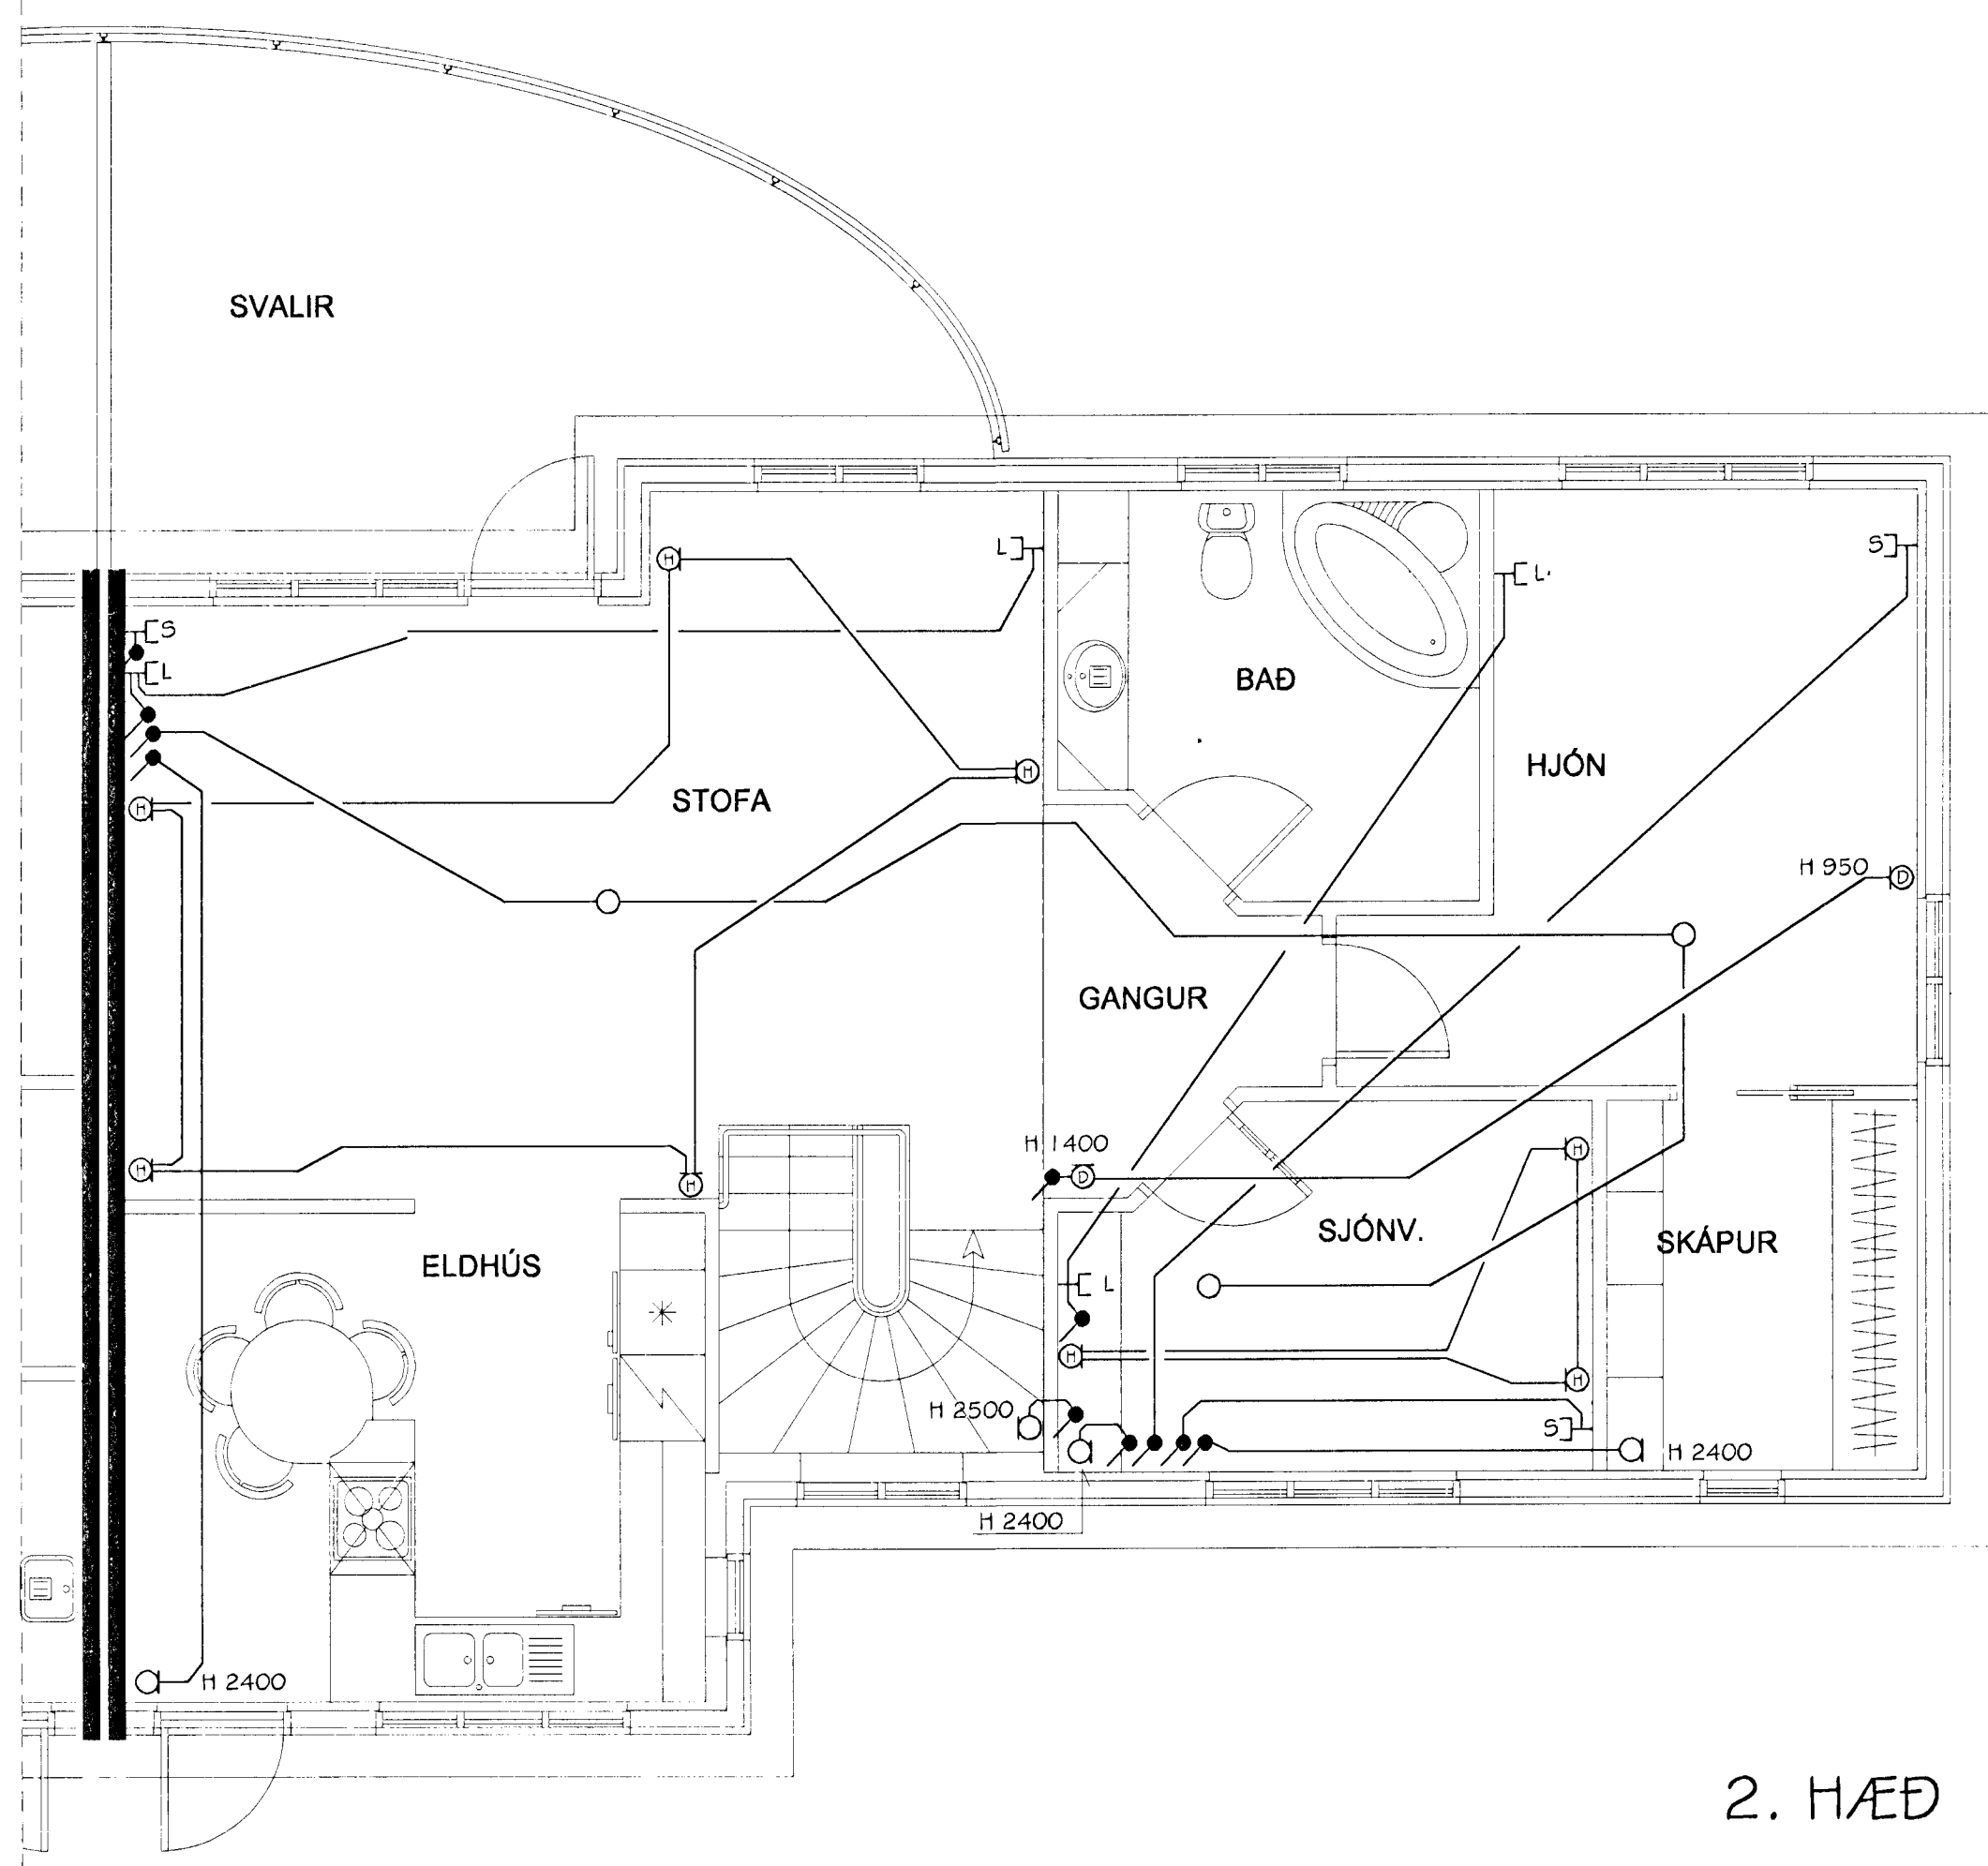 SVALIR
H
L
L.
S
S
L
BAÐ
HJÓN
H
H
STOFA
H 950
D
GANGUR
H 1400
H
H
H
D
ELDHÚS
SJÓNV.
SKÁPUR
L
H
H
H 2500
S
H 2400
H 2400
H 2400
2. HÆÐ